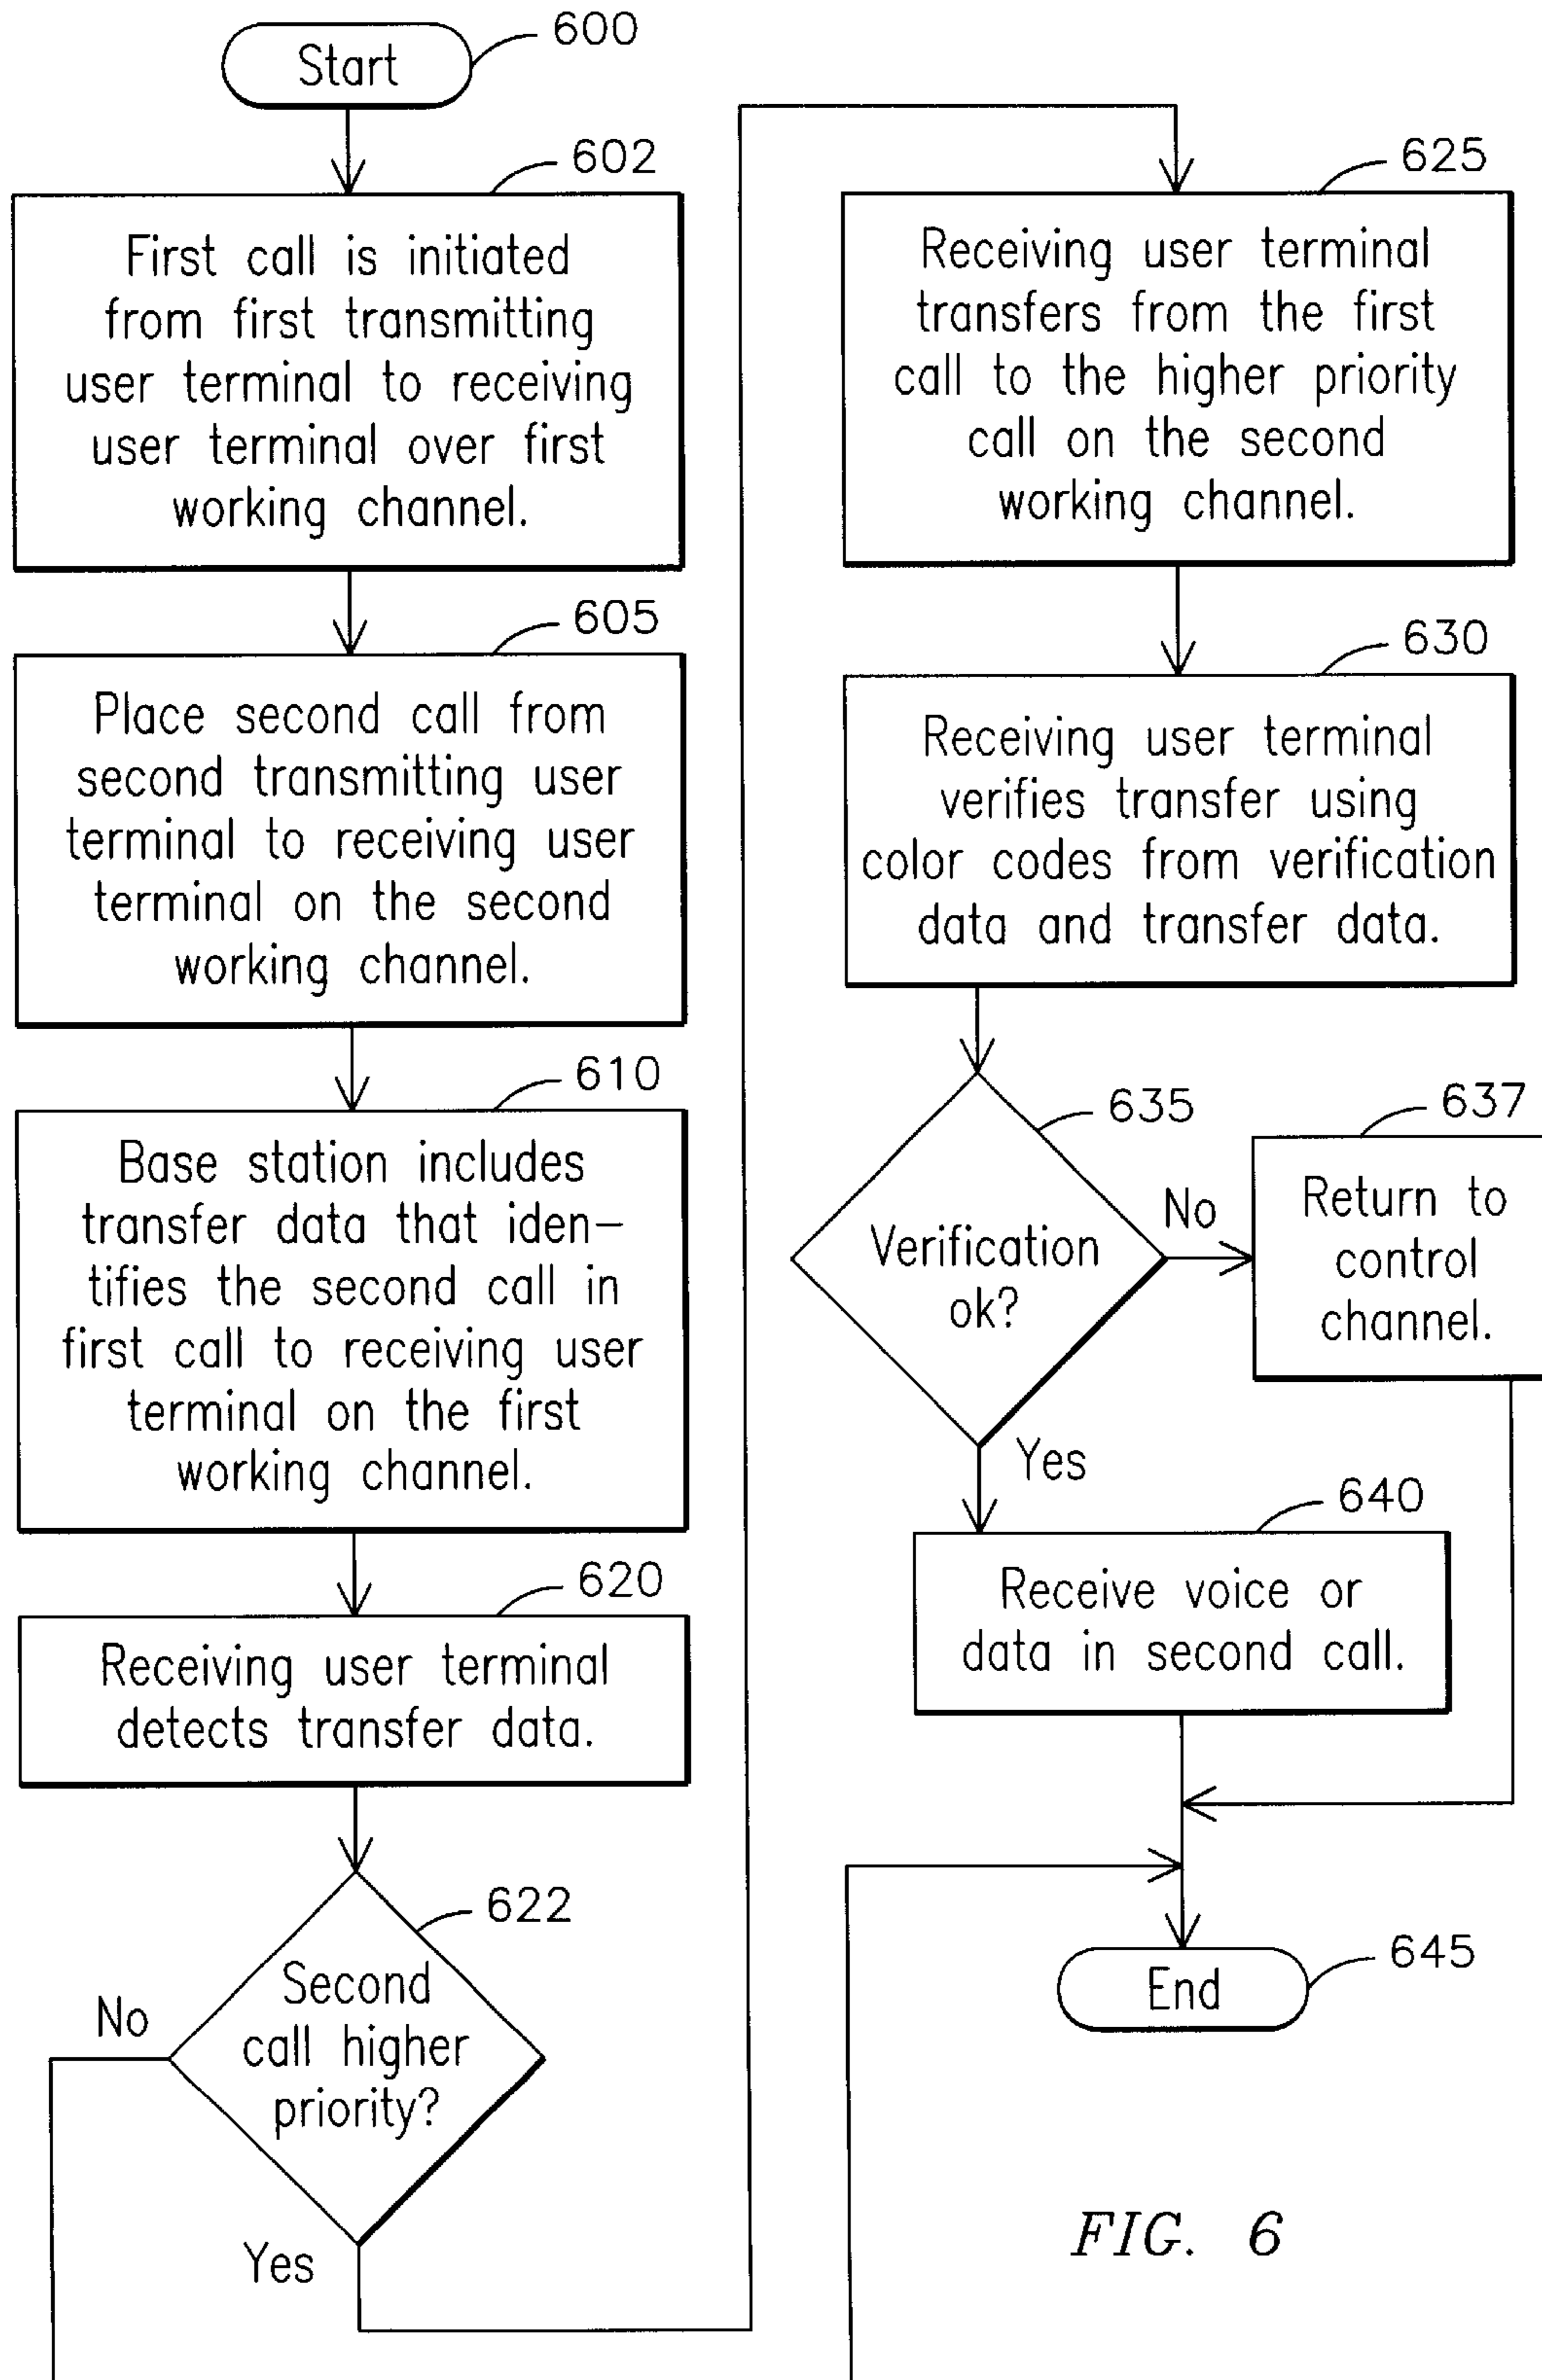 Start
600
602
First call is initiated
from first transmitting
user terminal to receiving
user terminal over first
working channel.
605
Place second call from
second transmitting user
terminal to receiving user
terminal on the second
working channel.
610
Base station includes
transfer data that iden-
tifies the second call in
first call to receiving user
terminal on the first
working channel.
620
Receiving user terminal
detects transfer data.
622
Second
call higher
priority?
No
Yes
625
Receiving user terminal
transfers from the first
call to the higher priority
call on the second
working channel.
630
Receiving user terminal
verifies transfer using
color codes from verification
data and transfer data.
635
Verification
ok?
No
637
Return to
control
channel.
Yes
640
Receive voice or
data in second call.
End
645
FIG. 6